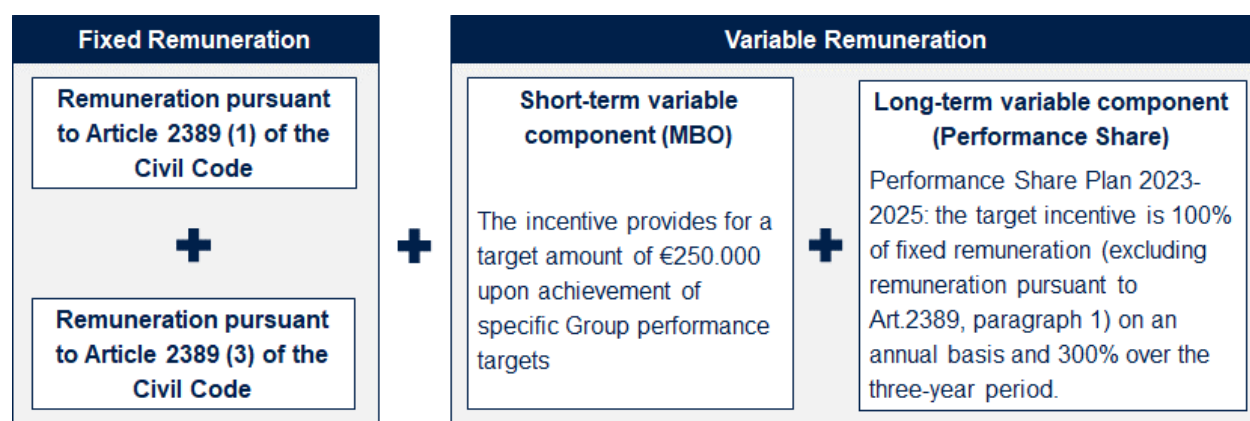 Fixed Remuneration
Remuneration pursuant
to Article 2389 (1) of the
Civil Code
+
Remuneration pursuant
to Article 2389 (3) of the
Civil Code
+
Variable Remuneration
Short-term variable
component (MBO)
The incentive provides for a
target amount of €250.000
upon achievement of
specific Group performance
targets
+
Long-term variable component
(Performance Share)
Performance Share Plan 2023-
2025: the target incentive is 100%
of fixed remuneration (excluding
remuneration pursuant to
Art.2389, paragraph 1) on an
annual basis and 300% over the
three-year period.